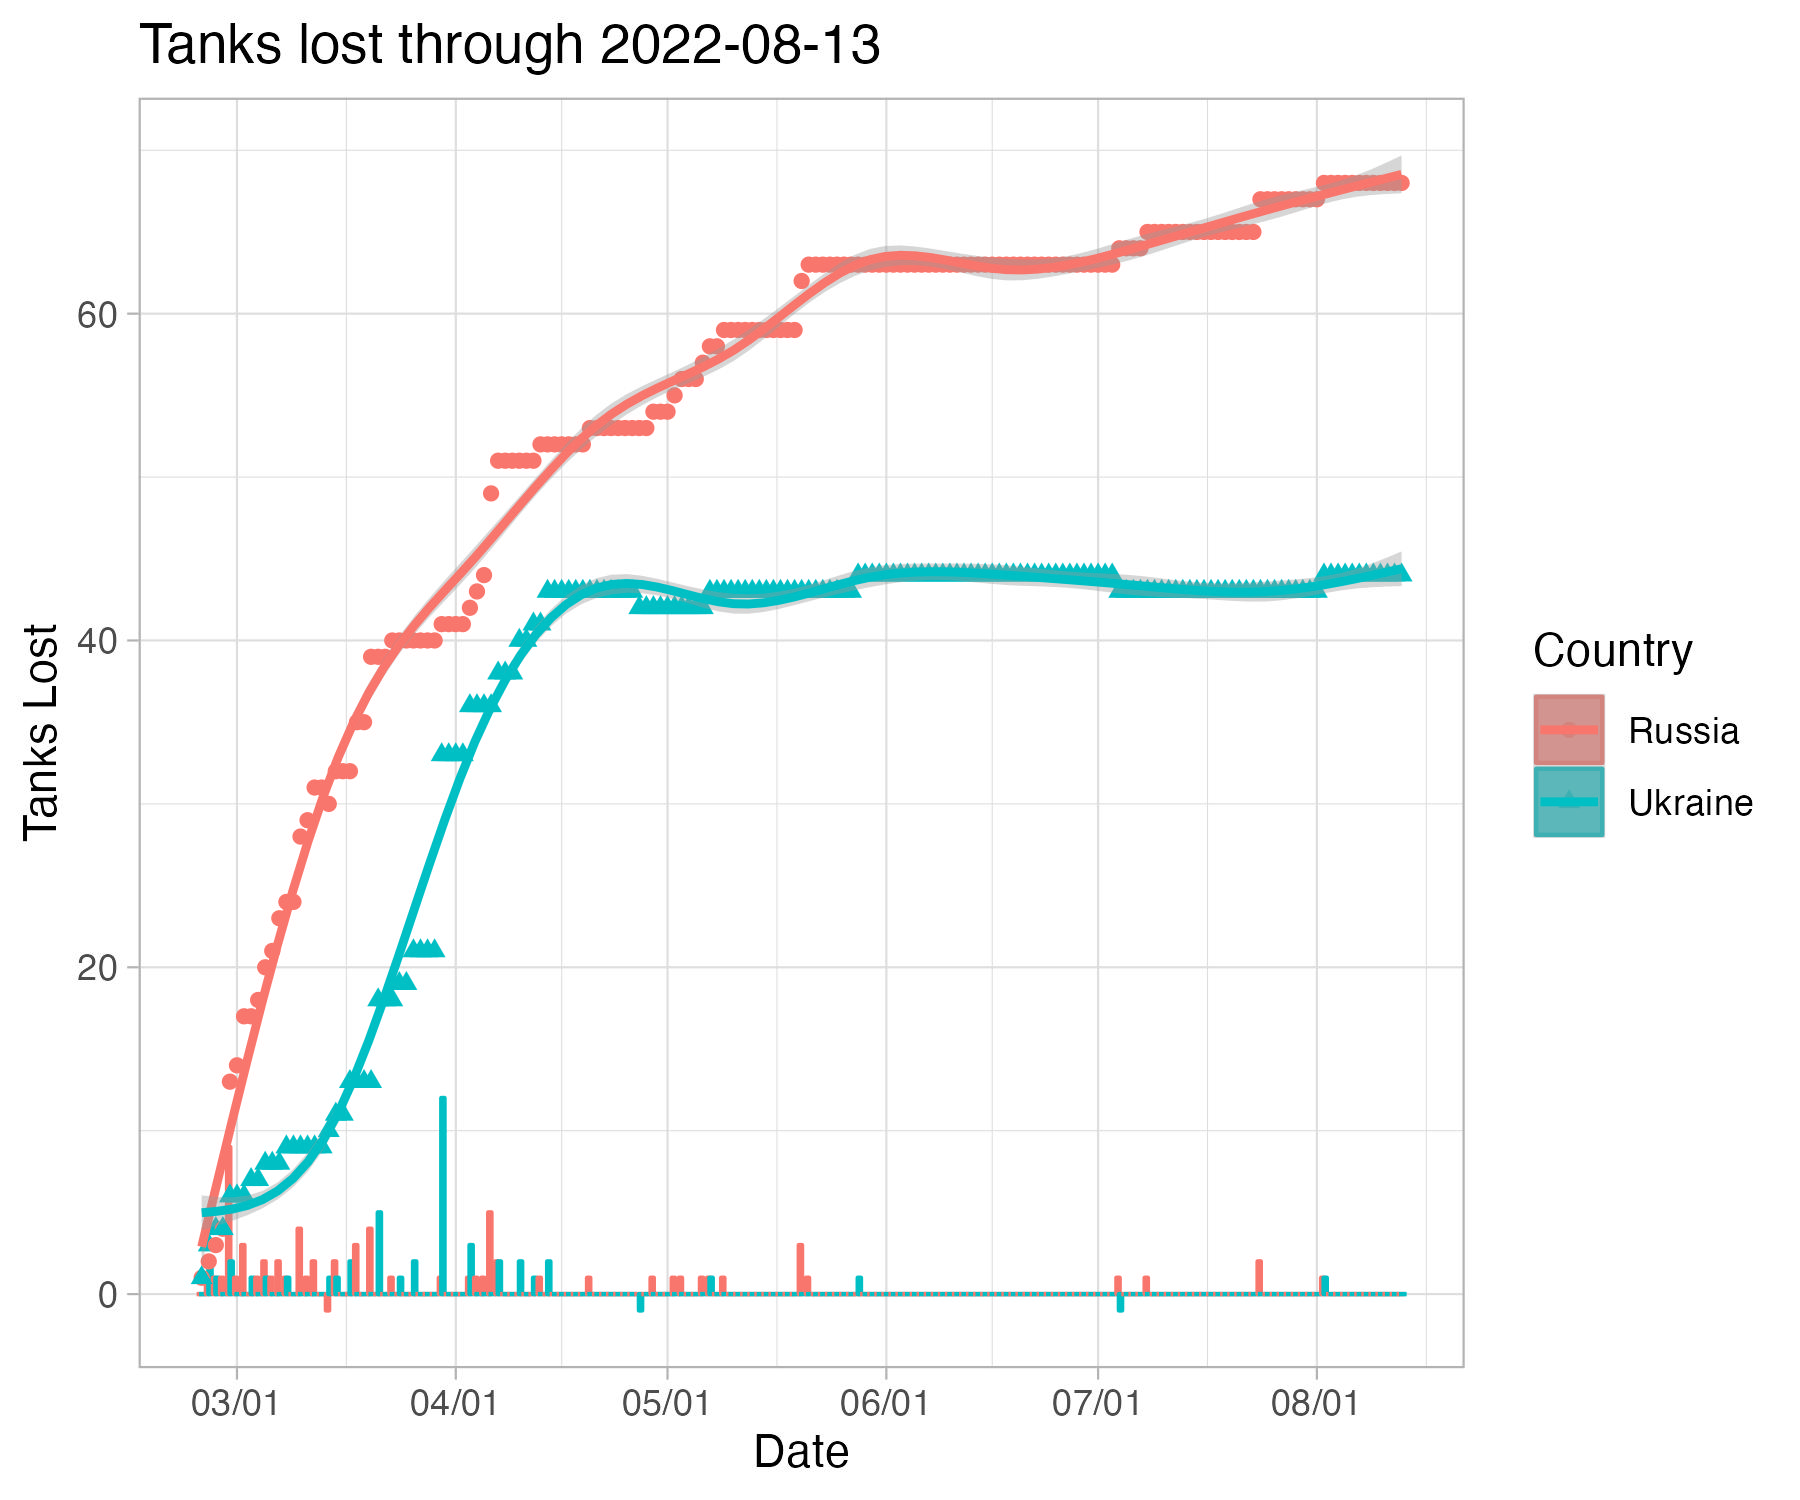 Tanks lost through 2022-08-13
Tanks Lost
60
40
20
0
03/01
04/01
05/01
06/01
07/01
08/01
Date
Country
Russia
Ukraine